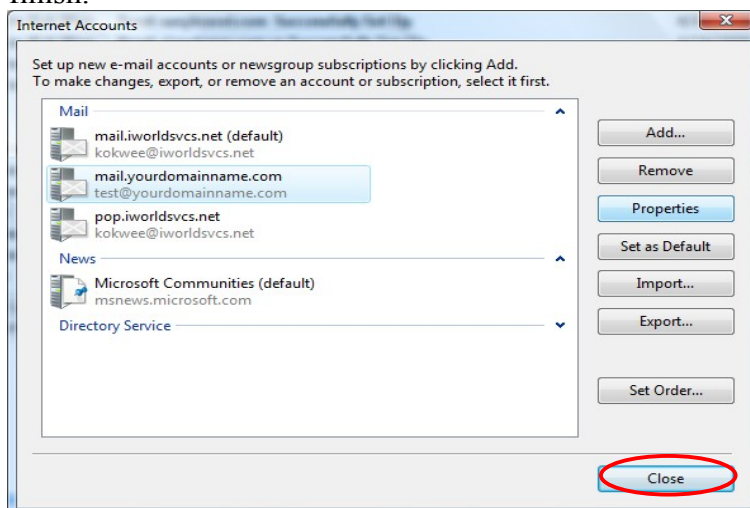 finish.
Internet Accounts
Set up new e-mail accounts or newsgroup subscriptions by clicking Add.
To make changes, export, or remove an account or subscription, select it first.
Mail
mail.iworldsvcs.net (default)
kokwee@iworldsvcs.net
mail.yourdomainname.com
test@yourdomainname.com
pop.iworldsvcs.net
kokwee@iworldsvcs.net
News
Microsoft Communities (default)
msnews.microsoft.com
Directory Service
Add...
Remove
Properties
Set as Default
Import...
Export...
Set Order...
Close